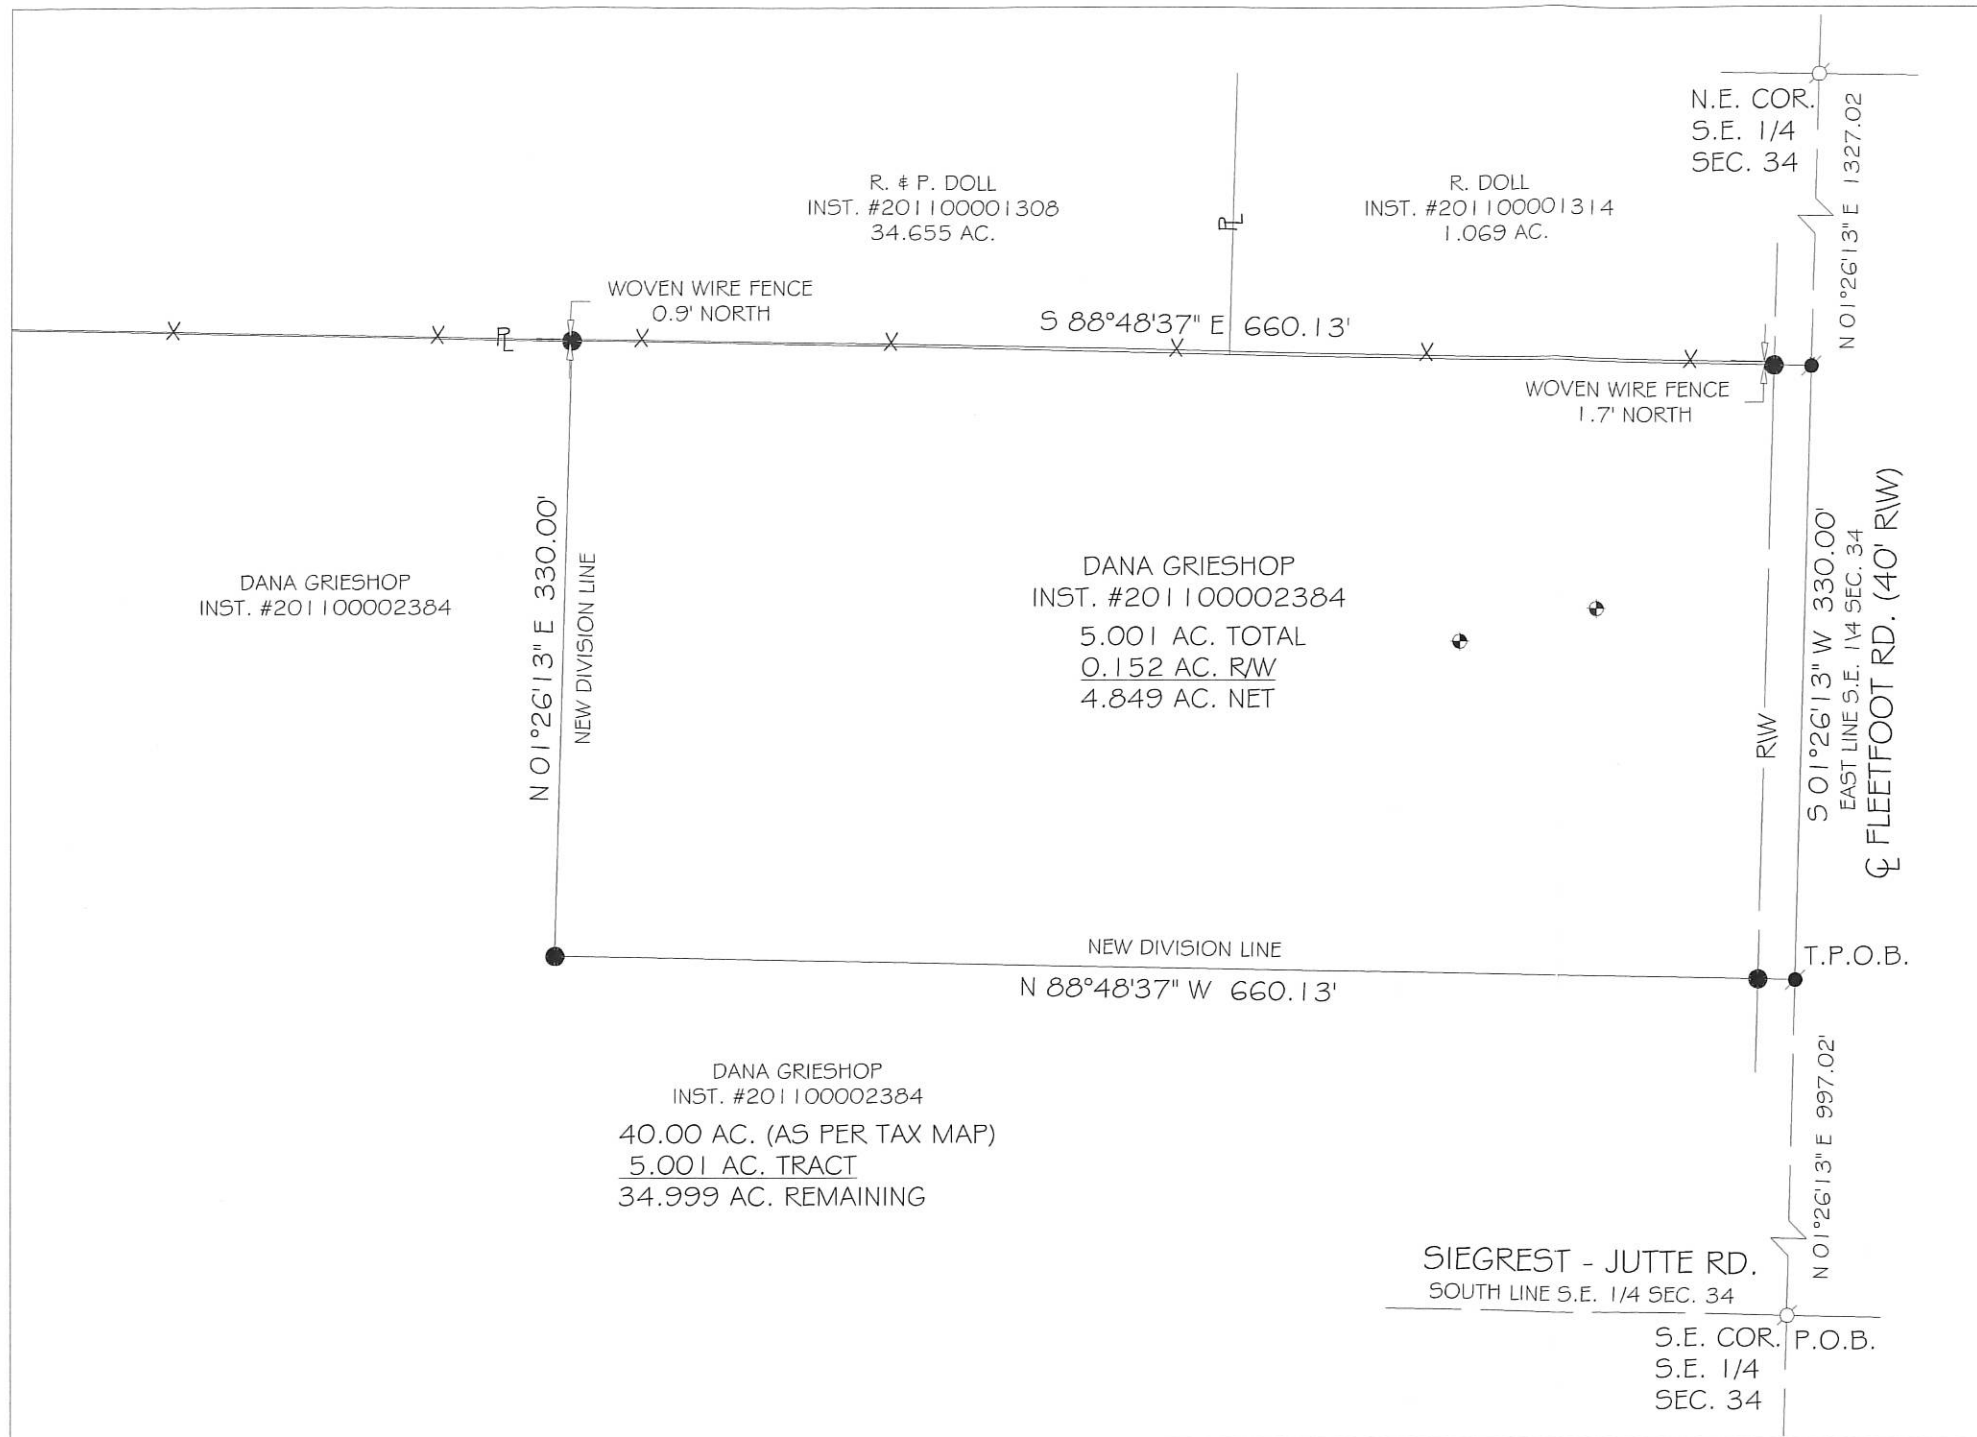 N.E. COR.
S.E. 1/4
SEC. 34
N 01°26'13" E 1327.02
R. & P. DOLL
INST. #201100001308
34.655 AC.
PL
R. DOLL
INST. #201100001314
1.069 AC.
WOVEN WIRE FENCE
0.9' NORTH
S 88°48'37" E 660.13'
PL
WOVEN WIRE FENCE
1.7' NORTH
N 01°26'13" E 330.00'
NEW DIVISION LINE
DANA GRIESHOP
INST. #201100002384
DANA GRIESHOP
INST. #201100002384
5.001 AC. TOTAL
0.152 AC. R/W
4.849 AC. NET
R\W
S 01°26'13" W 330.00'
EAST LINE S.E. 1\4 SEC. 34
CL FLEETFOOT RD. (40' R\W)
NEW DIVISION LINE
N 88°48'37" W 660.13'
T.P.O.B.
DANA GRIESHOP
INST. #201100002384
40.00 AC. (AS PER TAX MAP)
5.001 AC. TRACT
34.999 AC. REMAINING
N 01°26'13" E 997.02'
SIEGREST - JUTTE RD.
SOUTH LINE S.E. 1/4 SEC. 34
S.E. COR. P.O.B.
S.E. 1/4
SEC. 34